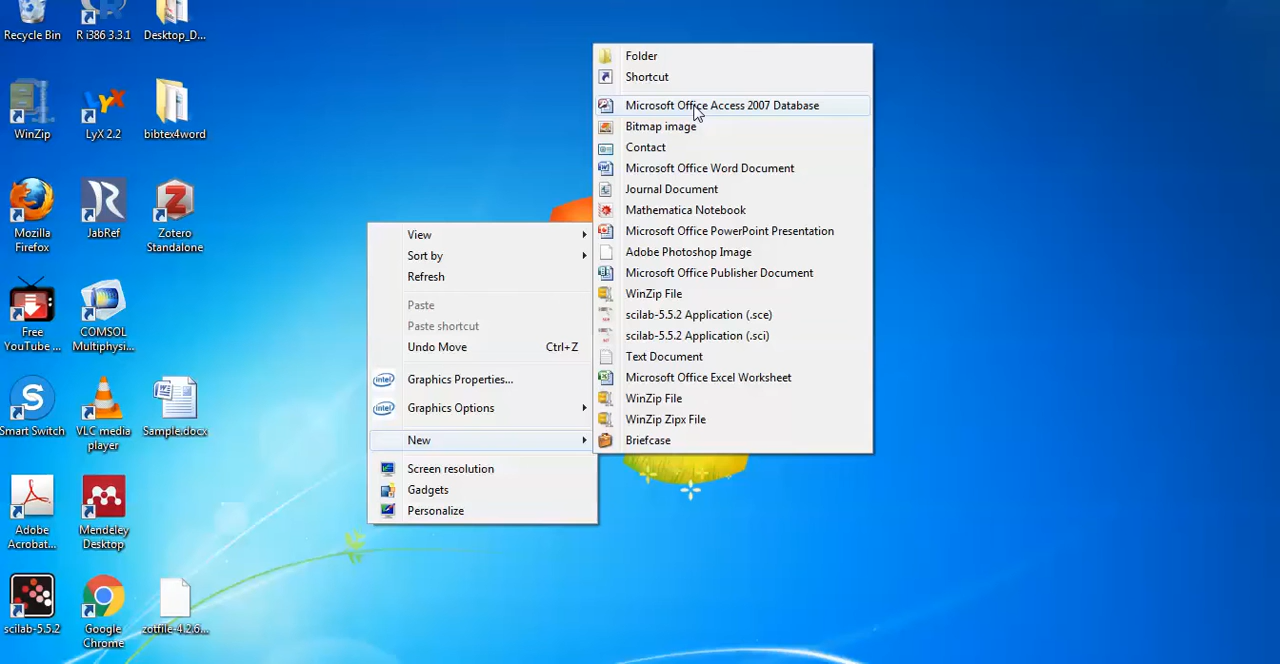 Recycle Bin
R i386 3.3.1
Desktop_D...
WinZip
LyX 2.2
bibtex4word
Mozilla
Firefox
JabRef
Zotero
Standalone
Free
YouTube ...
COMSOL
Multiphysi...
Smart Switch
VLC media
player
Sample.docx
Adobe
Acrobat...
Mendeley
Desktop
scilab-5.5.2
Google
Chrome
zotfile-4.2.6...
View
Sort by
Refresh
Paste
Paste shortcut
Undo Move Ctrl+Z
Graphics Properties...
Graphics Options
New
Screen resolution
Gadgets
Personalize
Folder
Shortcut
Microsoft Office Access 2007 Database
Bitmap image
Contact
Microsoft Office Word Document
Journal Document
Mathematica Notebook
Microsoft Office PowerPoint Presentation
Adobe Photoshop Image
Microsoft Office Publisher Document
WinZip File
scilab-5.5.2 Application (.sce)
scilab-5.5.2 Application (.sci)
Text Document
Microsoft Office Excel Worksheet
WinZip File
WinZip Zipx File
Briefcase